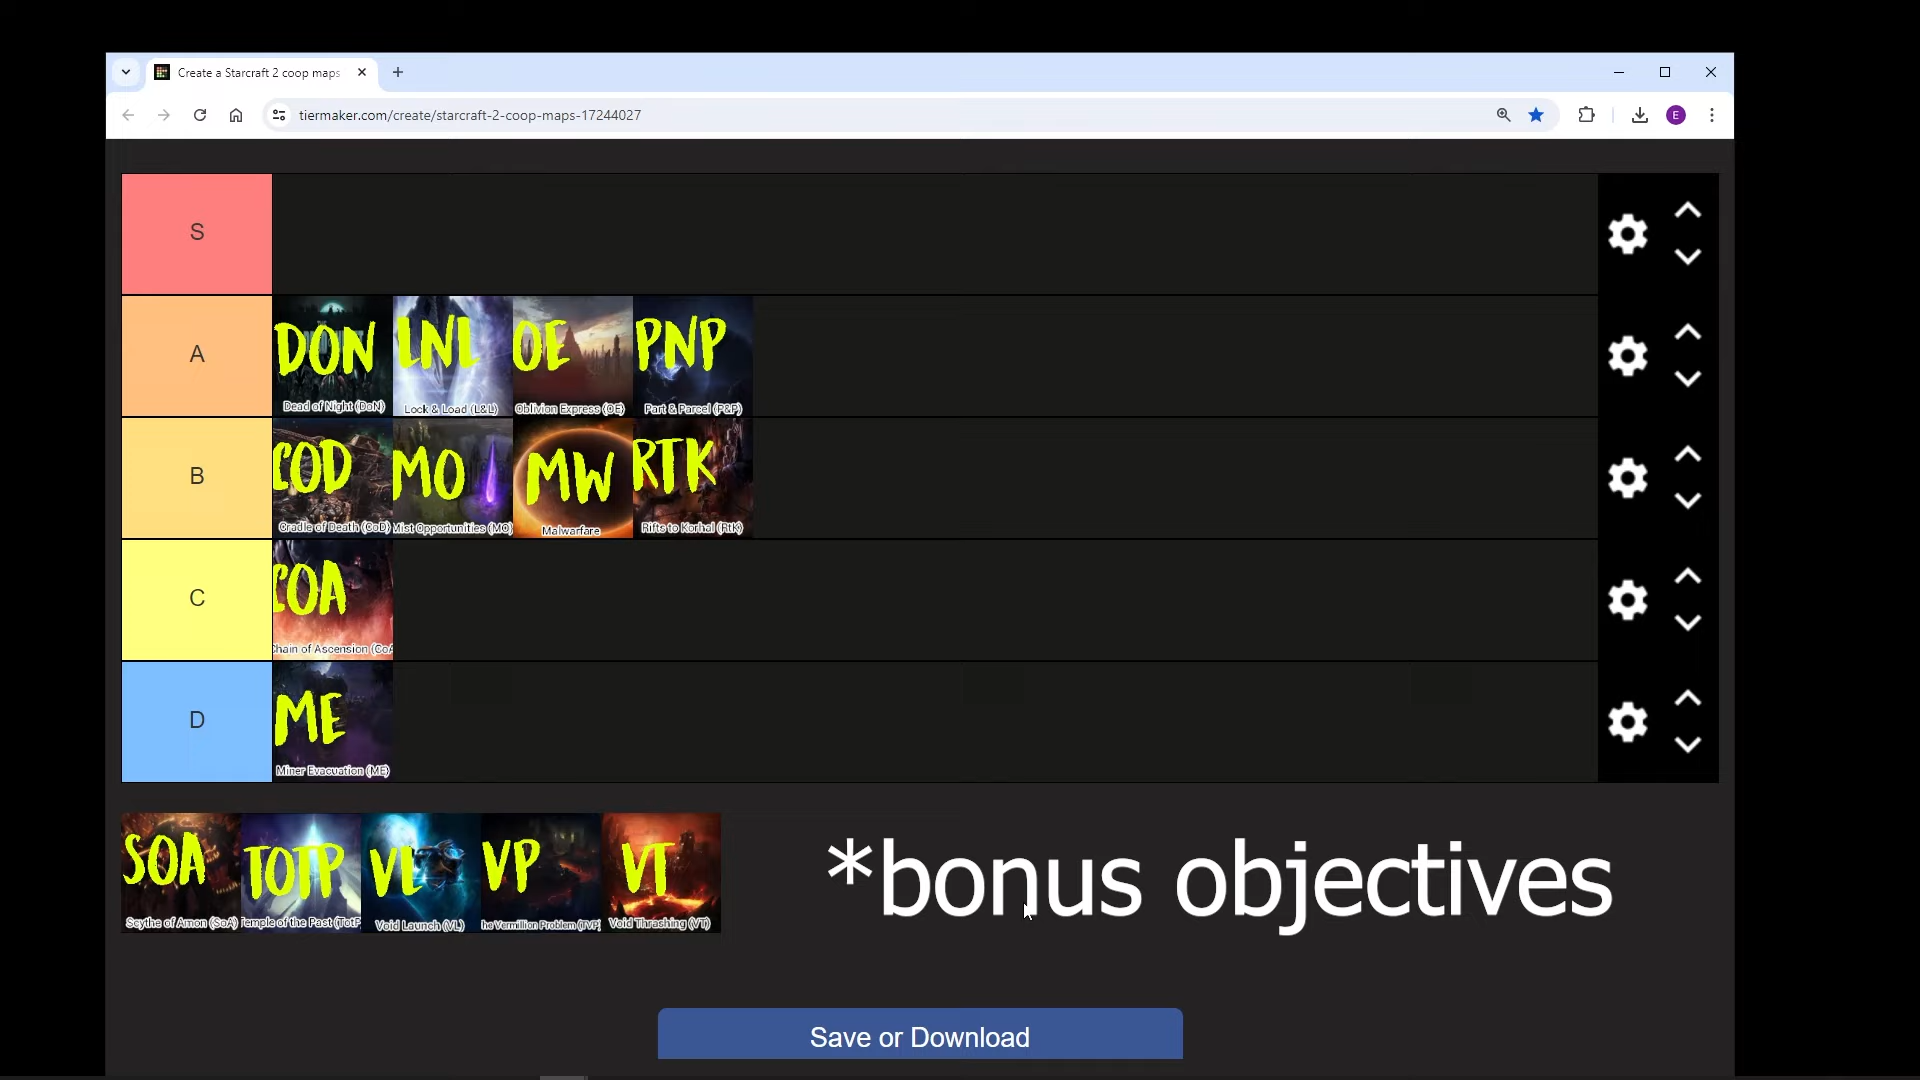 Create a Starcraft 2 coop maps
tiermaker.com/create/starcraft-2-coop-maps-17244027
E
S
A
DON
LNL
OE
PNP
Dead of Night (DoN)
Lock & Load (L&L)
Oblivion Express (OE)
Part & Parcel (P&P)
B
COD
MO
MW
RTK
Cradle of Death (CoD)
Mist Opportunities (MO)
Malwarfare
Rifts to Korhal (RtK)
C
COA
Chain of Ascension (CoA
D
ME
Miner Evacuation (ME)
SOA
TOTP
VL
VP
VT
Scythe of Amon (SoA)
Temple of the Past (TotP
Void Launch (VL)
he Vermillion Problem (TVP)
Void Thrashing (VT)
*bonus objectives
Save or Download